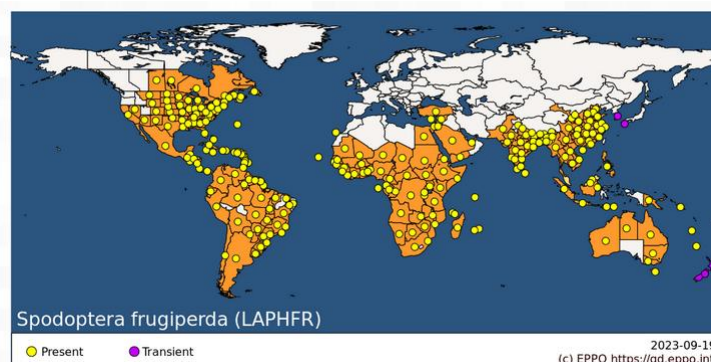 Spodoptera frugiperda (LAPHFR)
Present
Transient
2023-09-19
(c) EPPO https://gd.eppo.int